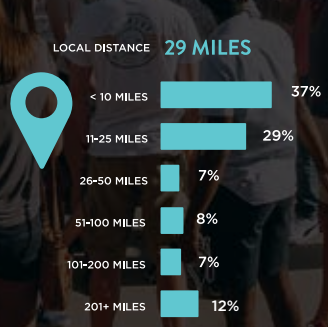 LOCAL DISTANCE 29 MILES
< 10 MILES 37%
11-25 MILES 29%
26-50 MILES 7%
51-100 MILES 8%
101-200 MILES 7%
201+ MILES 12%